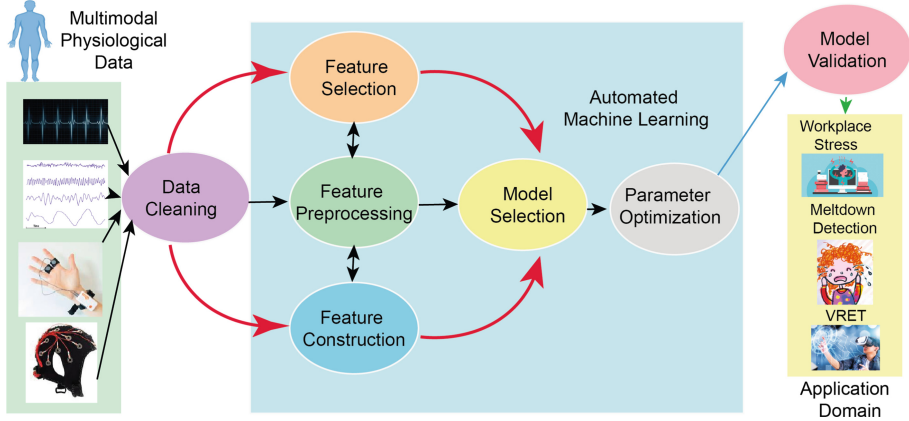 Multimodal
Physiological
Data
Data
Cleaning
Feature
Selection
Feature
Preprocessing
Feature
Construction
Automated
Machine Learning
Model
Selection
Parameter
Optimization
Model
Validation
Workplace
Stress
Meltdown
Detection
VRET
Application
Domain